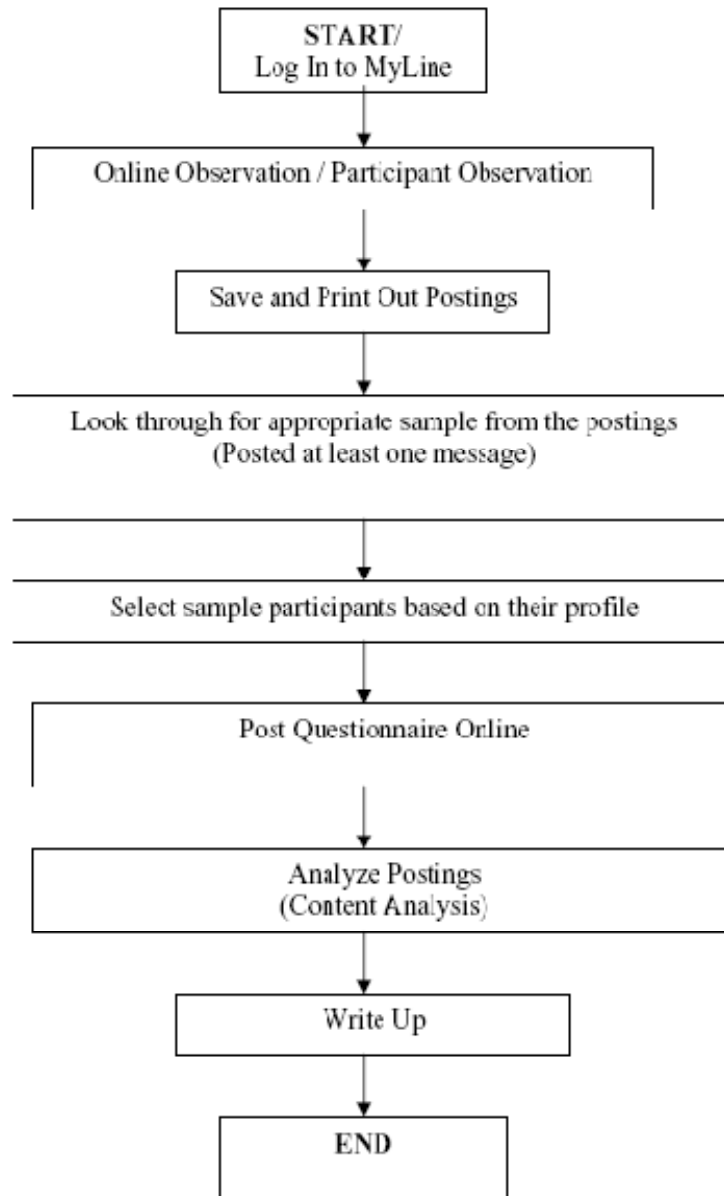 START/
Log In to MyLine
Online Observation / Participant Observation
Save and Print Out Postings
Look through for appropriate sample from the postings
(Posted at least one message)
Select sample participants based on their profile
Post Questionnaire Online
Analyze Postings
(Content Analysis)
Write Up
END